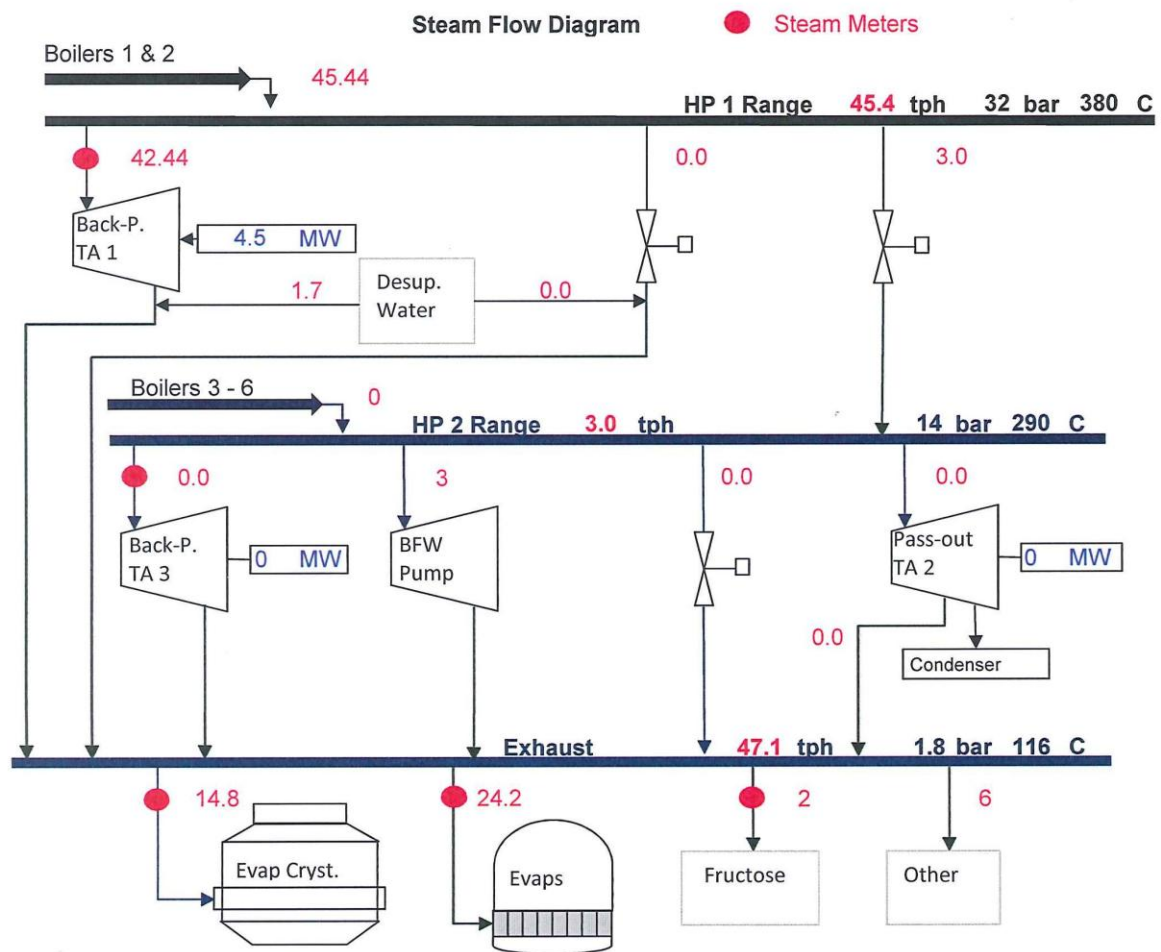 Steam Flow Diagram
Steam Meters
Boilers 1 & 2
45.44
HP 1 Range 45.4 tph 32 bar 380 C
42.44
0.0
3.0
Back-P.
TA 1
4.5 MW
Desup.
Water
1.7
0.0
Boilers 3 - 6
0
HP 2 Range 3.0 tph 14 bar 290 C
0.0
3
0.0
0.0
Back-P.
TA 3
0 MW
BFW
Pump
Pass-out
TA 2
0 MW
0.0
Condenser
Exhaust 47.1 tph 1.8 bar 116 C
14.8
24.2
2
6
Evap Cryst.
Evaps
Fructose
Other